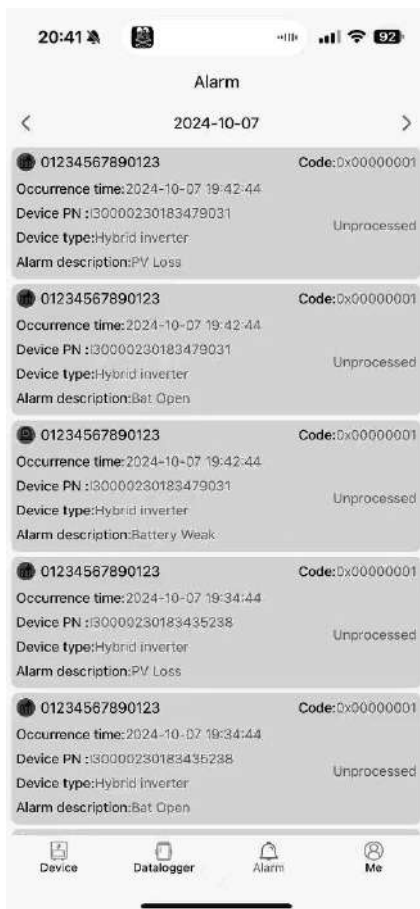 20:41
92
Alarm
2024-10-07
01234567890123 Code:0x00000001
Occurrence time:2024-10-07 19:42:44
Device PN :I30000230183479031
Unprocessed
Device type:Hybrid inverter
Alarm description:PV Loss
01234567890123 Code:0x00000001
Occurrence time:2024-10-07 19:42:44
Device PN :I30000230183479031
Unprocessed
Device type:Hybrid inverter
Alarm description:Bat Open
01234567890123 Code:0x00000001
Occurrence time:2024-10-07 19:42:44
Device PN :I30000230183479031
Unprocessed
Device type:Hybrid inverter
Alarm description:Battery Weak
01234567890123 Code:0x00000001
Occurrence time:2024-10-07 19:34:44
Device PN :I30000230183435238
Unprocessed
Device type:Hybrid inverter
Alarm description:PV Loss
01234567890123 Code:0x00000001
Occurrence time:2024-10-07 19:34:44
Device PN :I30000230183435238
Unprocessed
Device type:Hybrid inverter
Alarm description:Bat Open
Device Datalogger Alarm Me